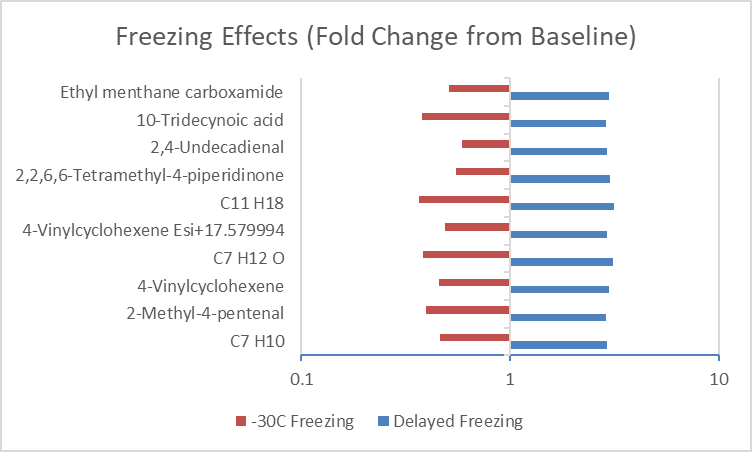 Freezing Effects (Fold Change from Baseline)
Ethyl menthane carboxamide
10-Tridecynoic acid
2,4-Undecadienal
2,2,6,6-Tetramethyl-4-piperidinone
C11 H18
4-Vinylcyclohexene Esi+17.579994
C7 H12 O
4-Vinylcyclohexene
2-Methyl-4-pentenal
C7 H10
0.1 1 10
-30C Freezing Delayed Freezing